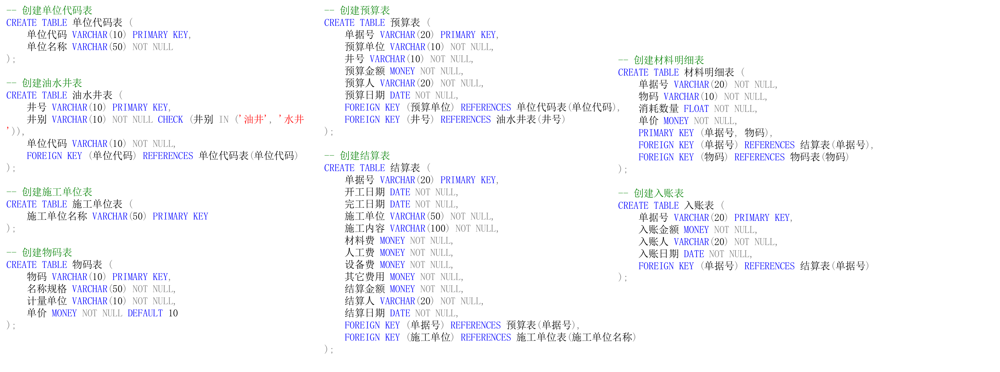 -- 创建单位代码表
CREATE TABLE 单位代码表 (
    单位代码 VARCHAR(10) PRIMARY KEY,
    单位名称 VARCHAR(50) NOT NULL
);

-- 创建油水井表
CREATE TABLE 油水井表 (
    井号 VARCHAR(10) PRIMARY KEY,
    井别 VARCHAR(10) NOT NULL CHECK (井别 IN ('油井', '水井
')),
    单位代码 VARCHAR(10) NOT NULL,
    FOREIGN KEY (单位代码) REFERENCES 单位代码表(单位代码)
);

-- 创建施工单位表
CREATE TABLE 施工单位表 (
    施工单位名称 VARCHAR(50) PRIMARY KEY
);

-- 创建物码表
CREATE TABLE 物码表 (
    物码 VARCHAR(10) PRIMARY KEY,
    名称规格 VARCHAR(50) NOT NULL,
    计量单位 VARCHAR(10) NOT NULL,
    单价 MONEY NOT NULL DEFAULT 10
);

-- 创建预算表
CREATE TABLE 预算表 (
    单据号 VARCHAR(20) PRIMARY KEY,
    预算单位 VARCHAR(10) NOT NULL,
    井号 VARCHAR(10) NOT NULL,
    预算金额 MONEY NOT NULL,
    预算人 VARCHAR(20) NOT NULL,
    预算日期 DATE NOT NULL,
    FOREIGN KEY (预算单位) REFERENCES 单位代码表(单位代码),
    FOREIGN KEY (井号) REFERENCES 油水井表(井号)
);

-- 创建结算表
CREATE TABLE 结算表 (
    单据号 VARCHAR(20) PRIMARY KEY,
    开工日期 DATE NOT NULL,
    完工日期 DATE NOT NULL,
    施工单位 VARCHAR(50) NOT NULL,
    施工内容 VARCHAR(100) NOT NULL,
    材料费 MONEY NOT NULL,
    人工费 MONEY NOT NULL,
    设备费 MONEY NOT NULL,
    其它费用 MONEY NOT NULL,
    结算金额 MONEY NOT NULL,
    结算人 VARCHAR(20) NOT NULL,
    结算日期 DATE NOT NULL,
    FOREIGN KEY (单据号) REFERENCES 预算表(单据号),
    FOREIGN KEY (施工单位) REFERENCES 施工单位表(施工单位名称)
);

-- 创建材料明细表
CREATE TABLE 材料明细表 (
    单据号 VARCHAR(20) NOT NULL,
    物码 VARCHAR(10) NOT NULL,
    消耗数量 FLOAT NOT NULL,
    单价 MONEY NOT NULL,
    PRIMARY KEY (单据号, 物码),
    FOREIGN KEY (单据号) REFERENCES 结算表(单据号),
    FOREIGN KEY (物码) REFERENCES 物码表(物码)
);

-- 创建入账表
CREATE TABLE 入账表 (
    单据号 VARCHAR(20) PRIMARY KEY,
    入账金额 MONEY NOT NULL,
    入账人 VARCHAR(20) NOT NULL,
    入账日期 DATE NOT NULL,
    FOREIGN KEY (单据号) REFERENCES 结算表(单据号)
);